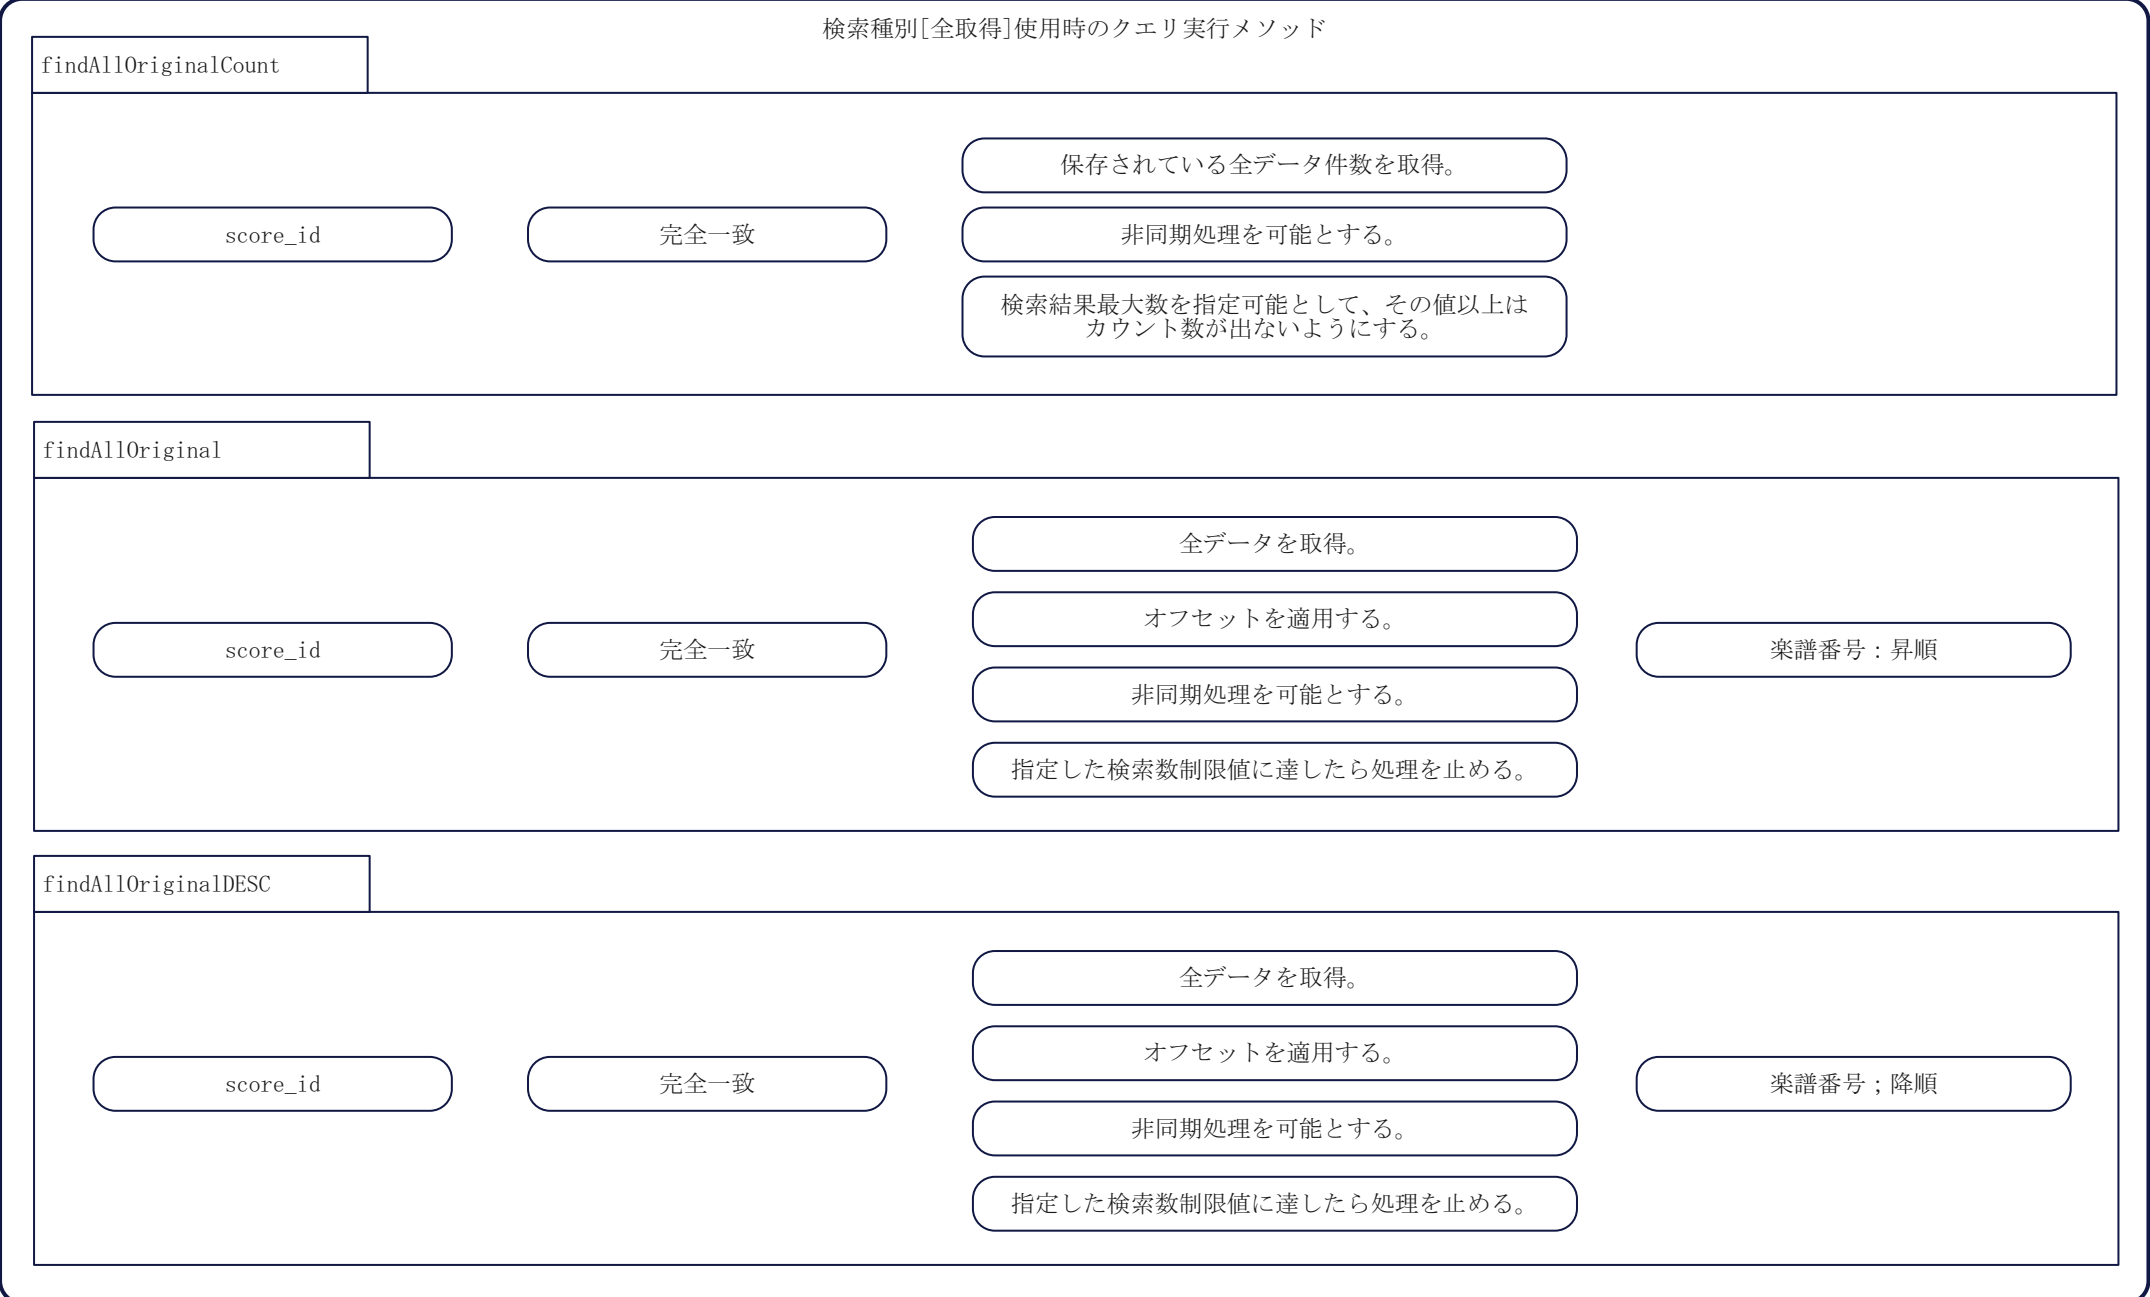 検索種別[全取得]使用時のクエリ実行メソッド
findAllOriginalCount
score_id
完全一致
保存されている全データ件数を取得。
非同期処理を可能とする。
検索結果最大数を指定可能として、その値以上は
カウント数が出ないようにする。
findAllOriginal
score_id
完全一致
全データを取得。
オフセットを適用する。
非同期処理を可能とする。
指定した検索数制限値に達したら処理を止める。
楽譜番号：昇順
findAllOriginalDESC
score_id
完全一致
全データを取得。
オフセットを適用する。
非同期処理を可能とする。
指定した検索数制限値に達したら処理を止める。
楽譜番号；降順